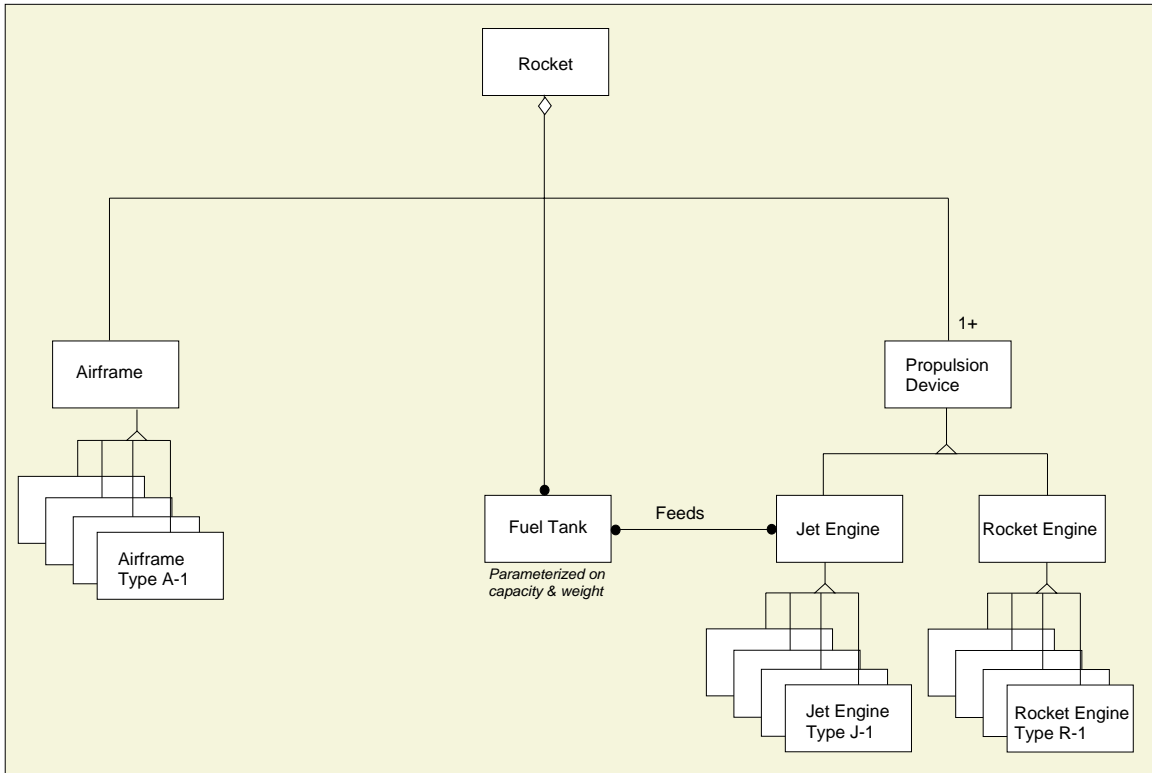 Rocket
1+
Airframe
Propulsion
Device
Fuel Tank
Feeds
Jet Engine
Rocket Engine
Parameterized on
capacity & weight
Airframe
Type A-1
Jet Engine
Type J-1
Rocket Engine
Type R-1